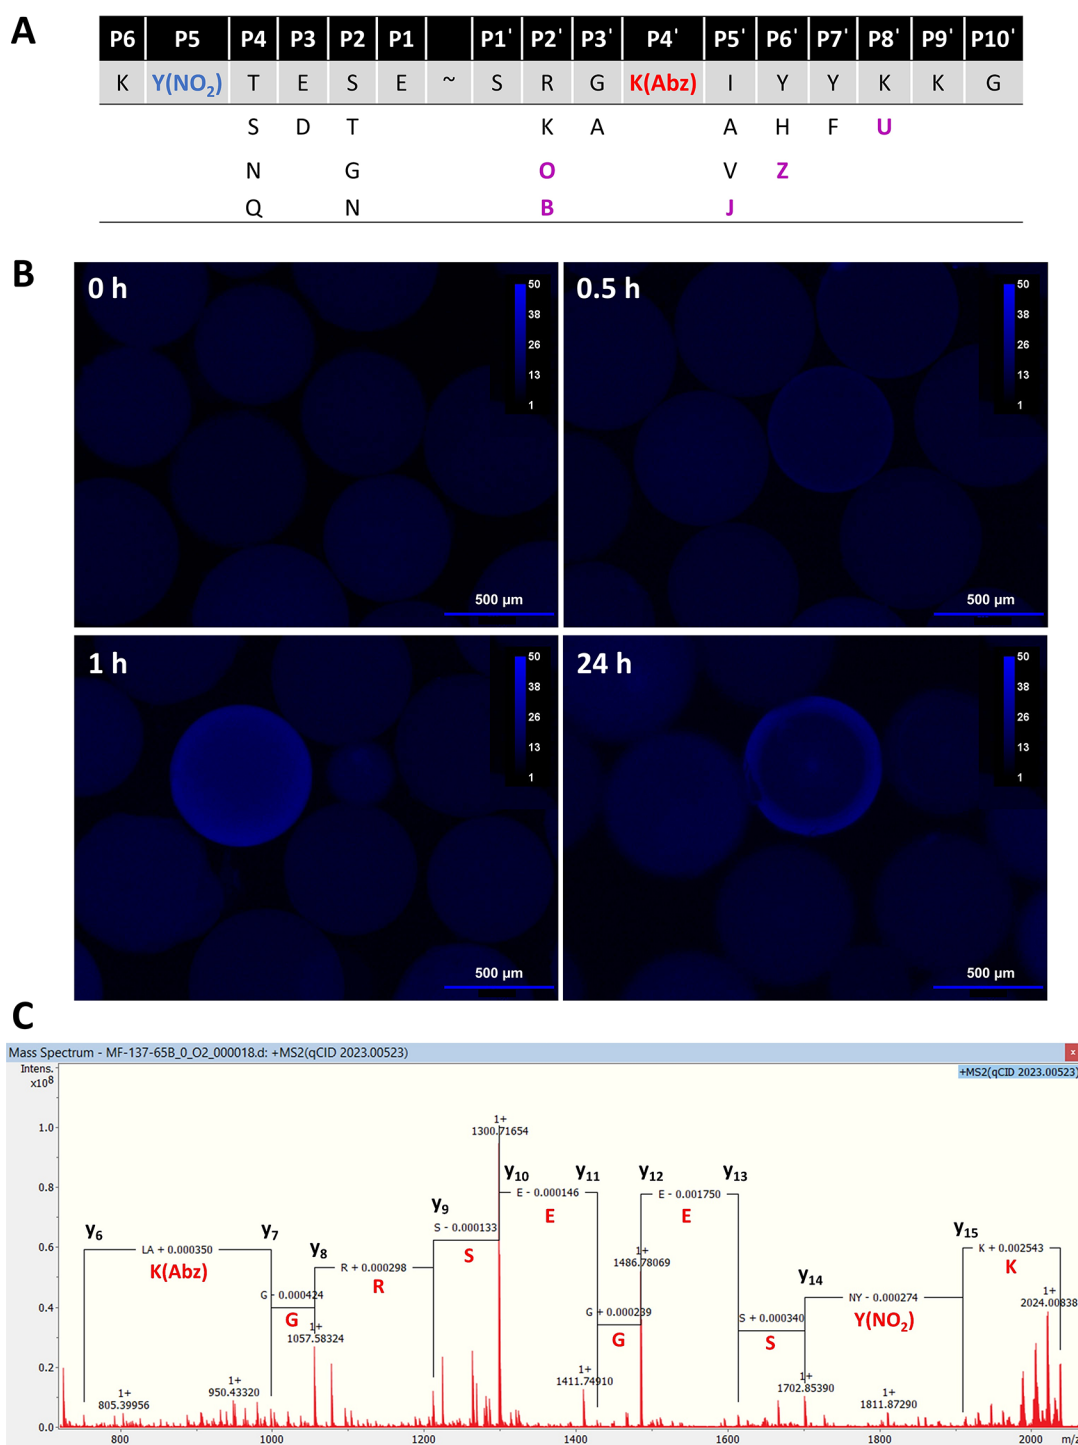 A
P6 P5 P4 P3 P2 P1 P1' P2' P3' P4' P5' P6' P7' P8' P9' P10'
K Y(NO2) T E S E ~ S R G K(Abz) I Y Y K K G
S D T K A A H F U
N G O V Z
Q N B J
B
0 h 50 38 26 13 1 500 µm
0.5 h 50 38 26 13 1 500 µm
1 h 50 38 26 13 1 500 µm
24 h 50 38 26 13 1 500 µm
C
Mass Spectrum - MF-137-65B_0_O2_000018.d: +MS2(qCID 2023.00523)
x
Intens.
x10^8
+MS2(qCID 2023.00523)
1.0
0.8
0.6
0.4
0.2
0.0
1+
1300.71654
y10 y11 y12 y13
E - 0.000146 E - 0.001750
E E
y9
S - 0.000133
S
y6 y7 y8
LA + 0.000350
K(Abz)
R + 0.000298
R
G - 0.000424
G
1+
1057.58324
1+
1486.78069
G + 0.000239
G
S + 0.000340
S
y14
NY - 0.000274
Y(NO2)
y15
K + 0.002543
K
1+
2024.00838
1+
805.39956
1+
950.43320
1+
1411.74910
1+
1702.85390
1+
1811.87290
800 1000 1200 1400 1600 1800 2000 m/z